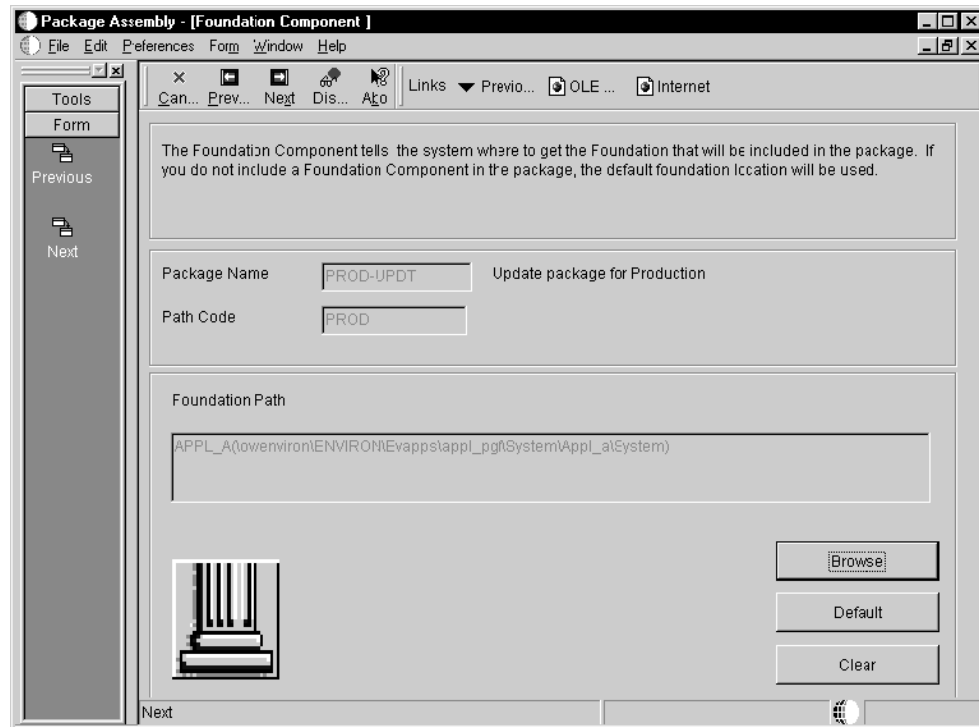 Package Assembly - [Foundation Component ]
File Edit Preferences Form Window Help
Tools
Form
Previous
Next
Can... Prev... Next Dis... Abo Links Previo... OLE ... Internet
The Foundation Component tells the system where to get the Foundation that will be included in the package. If
you do not include a Foundation Component in the package, the default foundation location will be used.
Package Name PROD-UPDT Update package for Production
Path Code PROD
Foundation Path
APPL_A(\owenviron\ENVIRON\Evapps\appl_pgf\System\Appl_a\System)
Browse
Default
Clear
Next